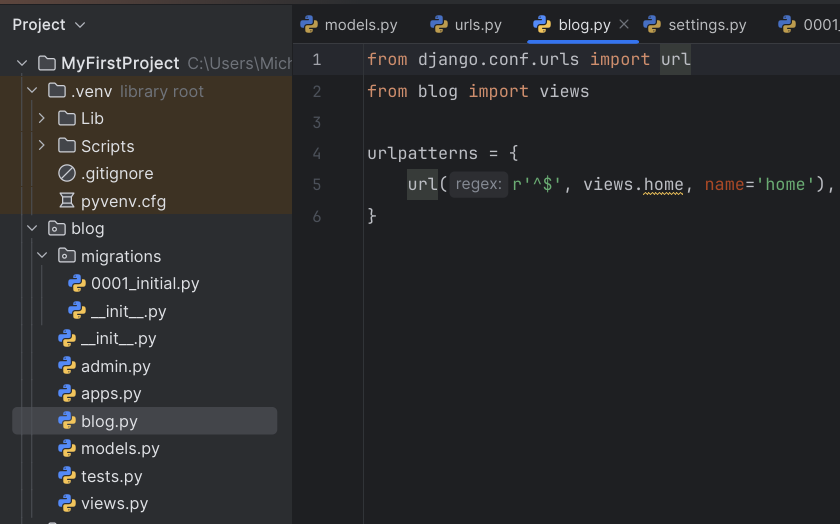 Project
MyFirstProject C:\Users\Mich
.venv library root
Lib
Scripts
.gitignore
pyvenv.cfg
blog
migrations
0001_initial.py
__init__.py
__init__.py
admin.py
apps.py
blog.py
models.py
tests.py
views.py
models.py urls.py blog.py settings.py 0001_
1 from django.conf.urls import url
2 from blog import views
3
4 urlpatterns = {
5 url( regex: r'^$', views.home, name='home'),
6 }